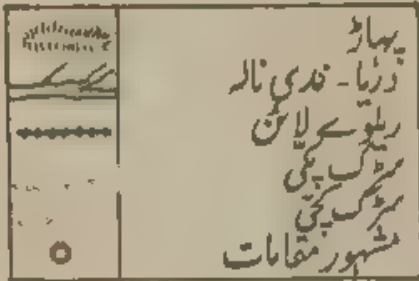 پہاڑ
دریا - ندی نالہ
ریلوے لائن
سڑک پکی
سڑک کچی
مشہور مقامات